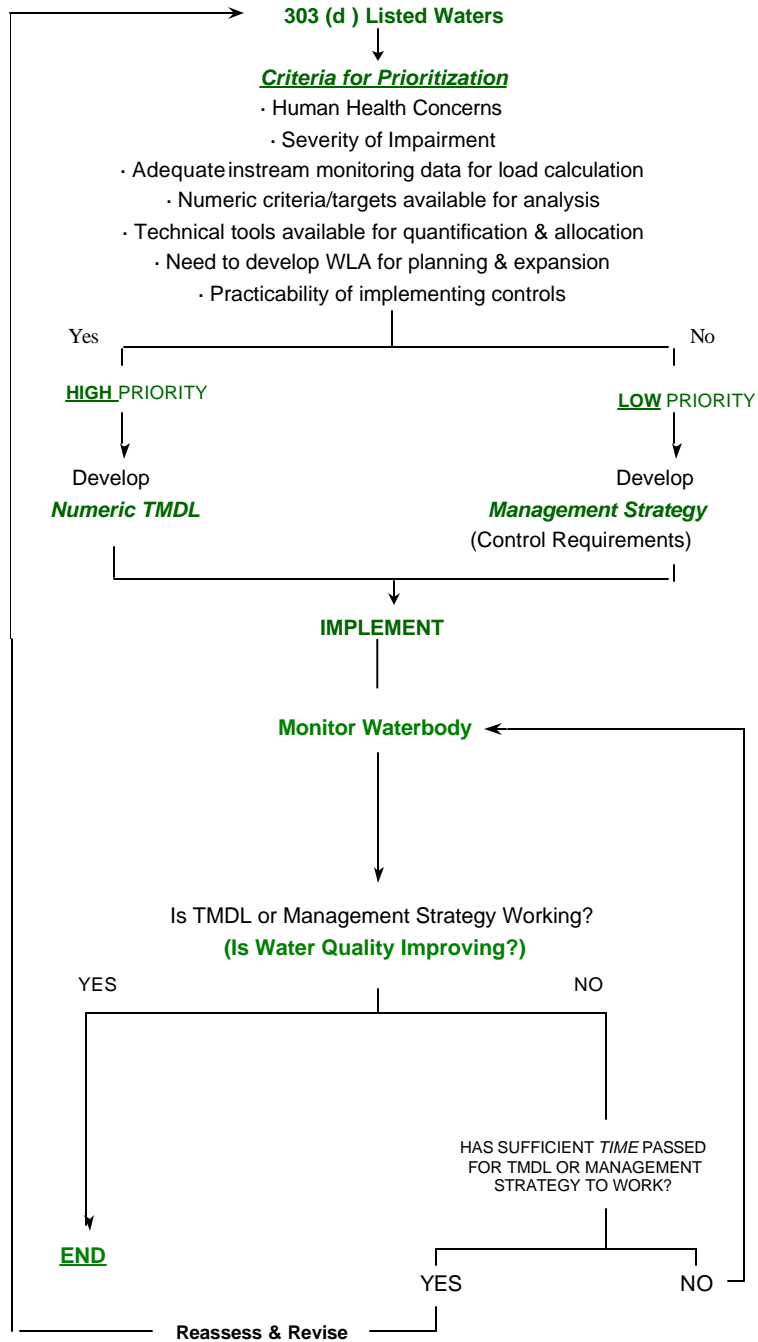 303 (d ) Listed Waters
Criteria for Prioritization
· Human Health Concerns
· Severity of Impairment
· Adequate instream monitoring data for load calculation
· Numeric criteria/targets available for analysis
· Technical tools available for quantification & allocation
· Need to develop WLA for planning & expansion
· Practicability of implementing controls
Yes
No
HIGH PRIORITY
LOW PRIORITY
Develop
Numeric TMDL
Develop
Management Strategy
(Control Requirements)
IMPLEMENT
Monitor Waterbody
Is TMDL or Management Strategy Working?
(Is Water Quality Improving?)
YES
NO
HAS SUFFICIENT TIME PASSED
FOR TMDL OR MANAGEMENT
STRATEGY TO WORK?
END
YES
NO
Reassess & Revise